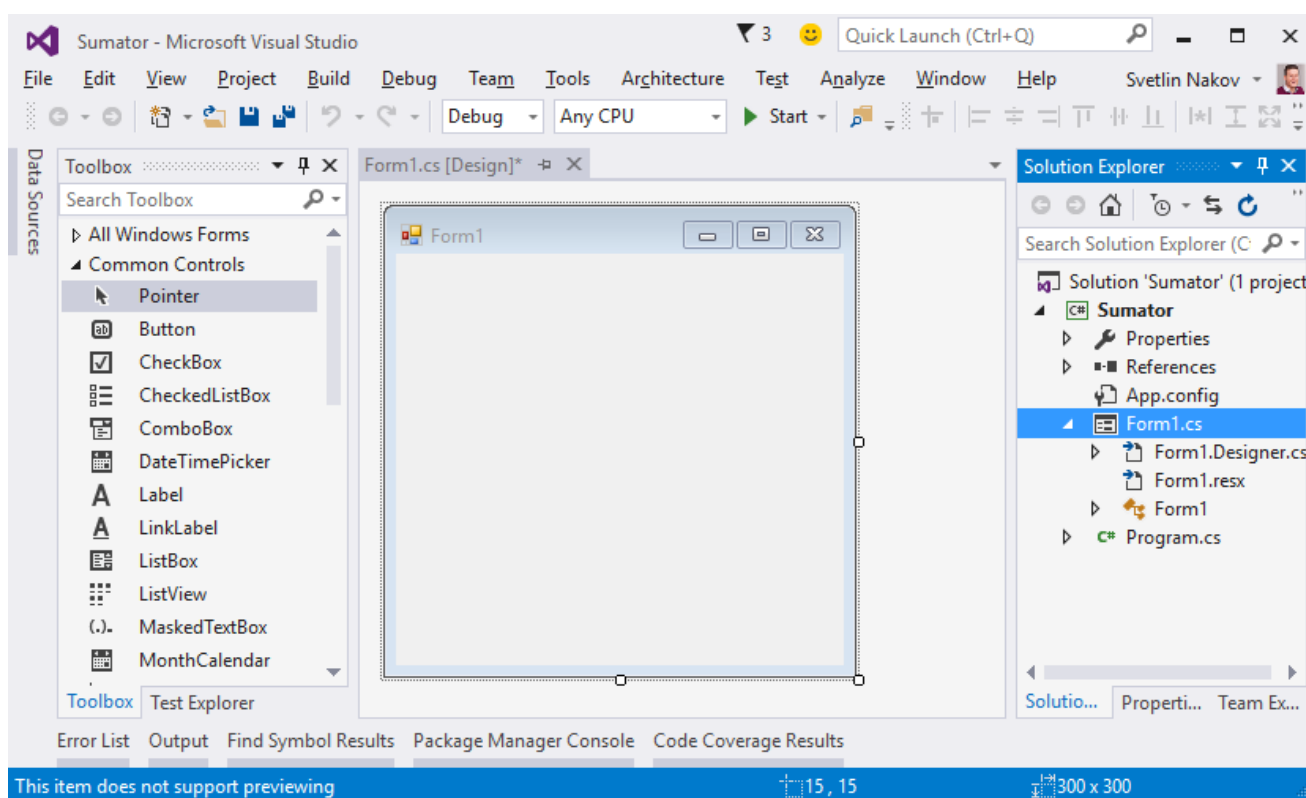 Sumator - Microsoft Visual Studio
3
Quick Launch (Ctrl+Q)
File Edit View Project Build Debug Team Tools Architecture Test Analyze Window Help Svetlin Nakov
Debug Any CPU Start
Data Sources
Toolbox
Search Toolbox
All Windows Forms
Common Controls
Pointer
Button
CheckBox
CheckedListBox
ComboBox
DateTimePicker
Label
LinkLabel
ListBox
ListView
MaskedTextBox
MonthCalendar
Toolbox Test Explorer
Form1.cs [Design]*
Form1
Solution Explorer
Search Solution Explorer (C
Solution 'Sumator' (1 project
C# Sumator
Properties
References
App.config
Form1.cs
Form1.Designer.cs
Form1.resx
Form1
C# Program.cs
Solutio... Properti... Team Ex...
Error List Output Find Symbol Results Package Manager Console Code Coverage Results
This item does not support previewing 15 , 15 300 x 300